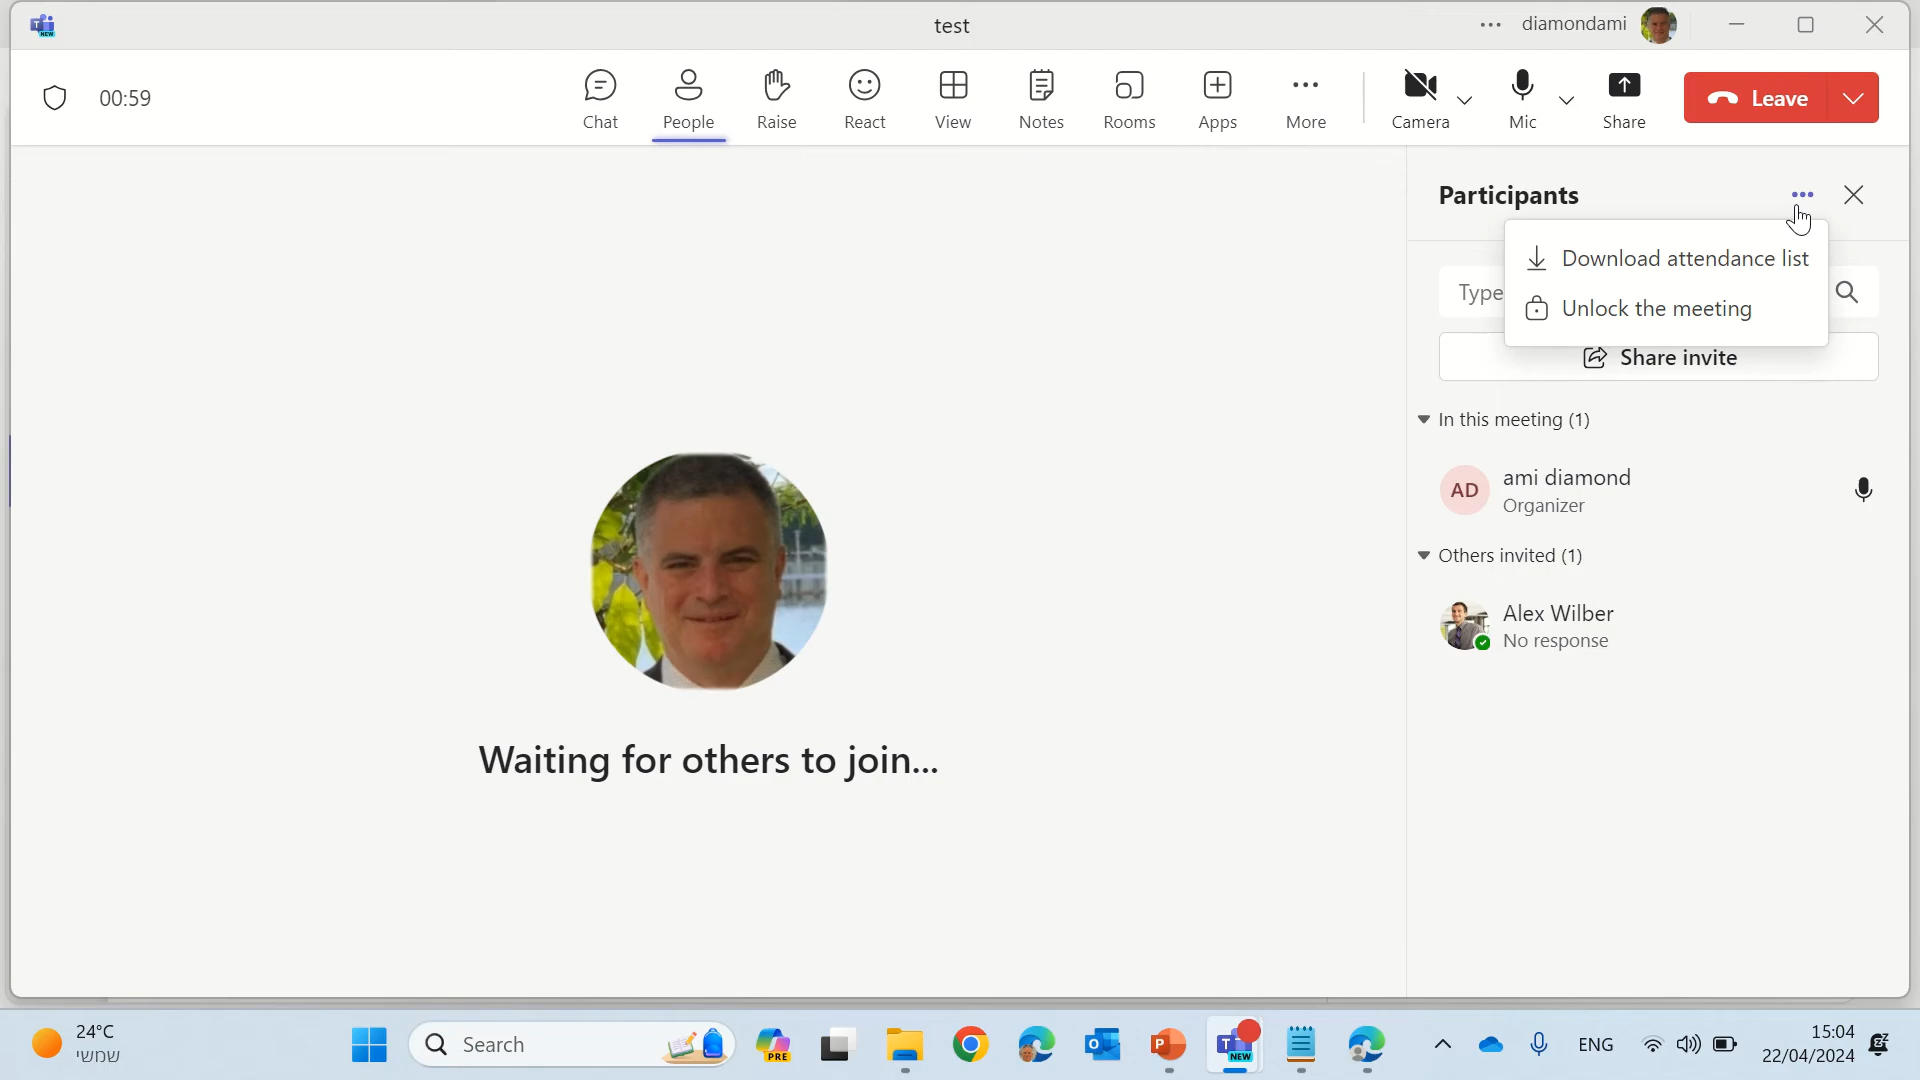 test
diamondami
00:59
Chat
People
Raise
React
View
Notes
Rooms
Apps
More
Camera
Mic
Share
Leave
Participants
Download attendance list
Unlock the meeting
Type
Share invite
In this meeting (1)
AD
ami diamond
Organizer
Others invited (1)
Alex Wilber
No response
Waiting for others to join...
24°C
שמשי
Search
PRE
NEW
ENG
15:04
22/04/2024